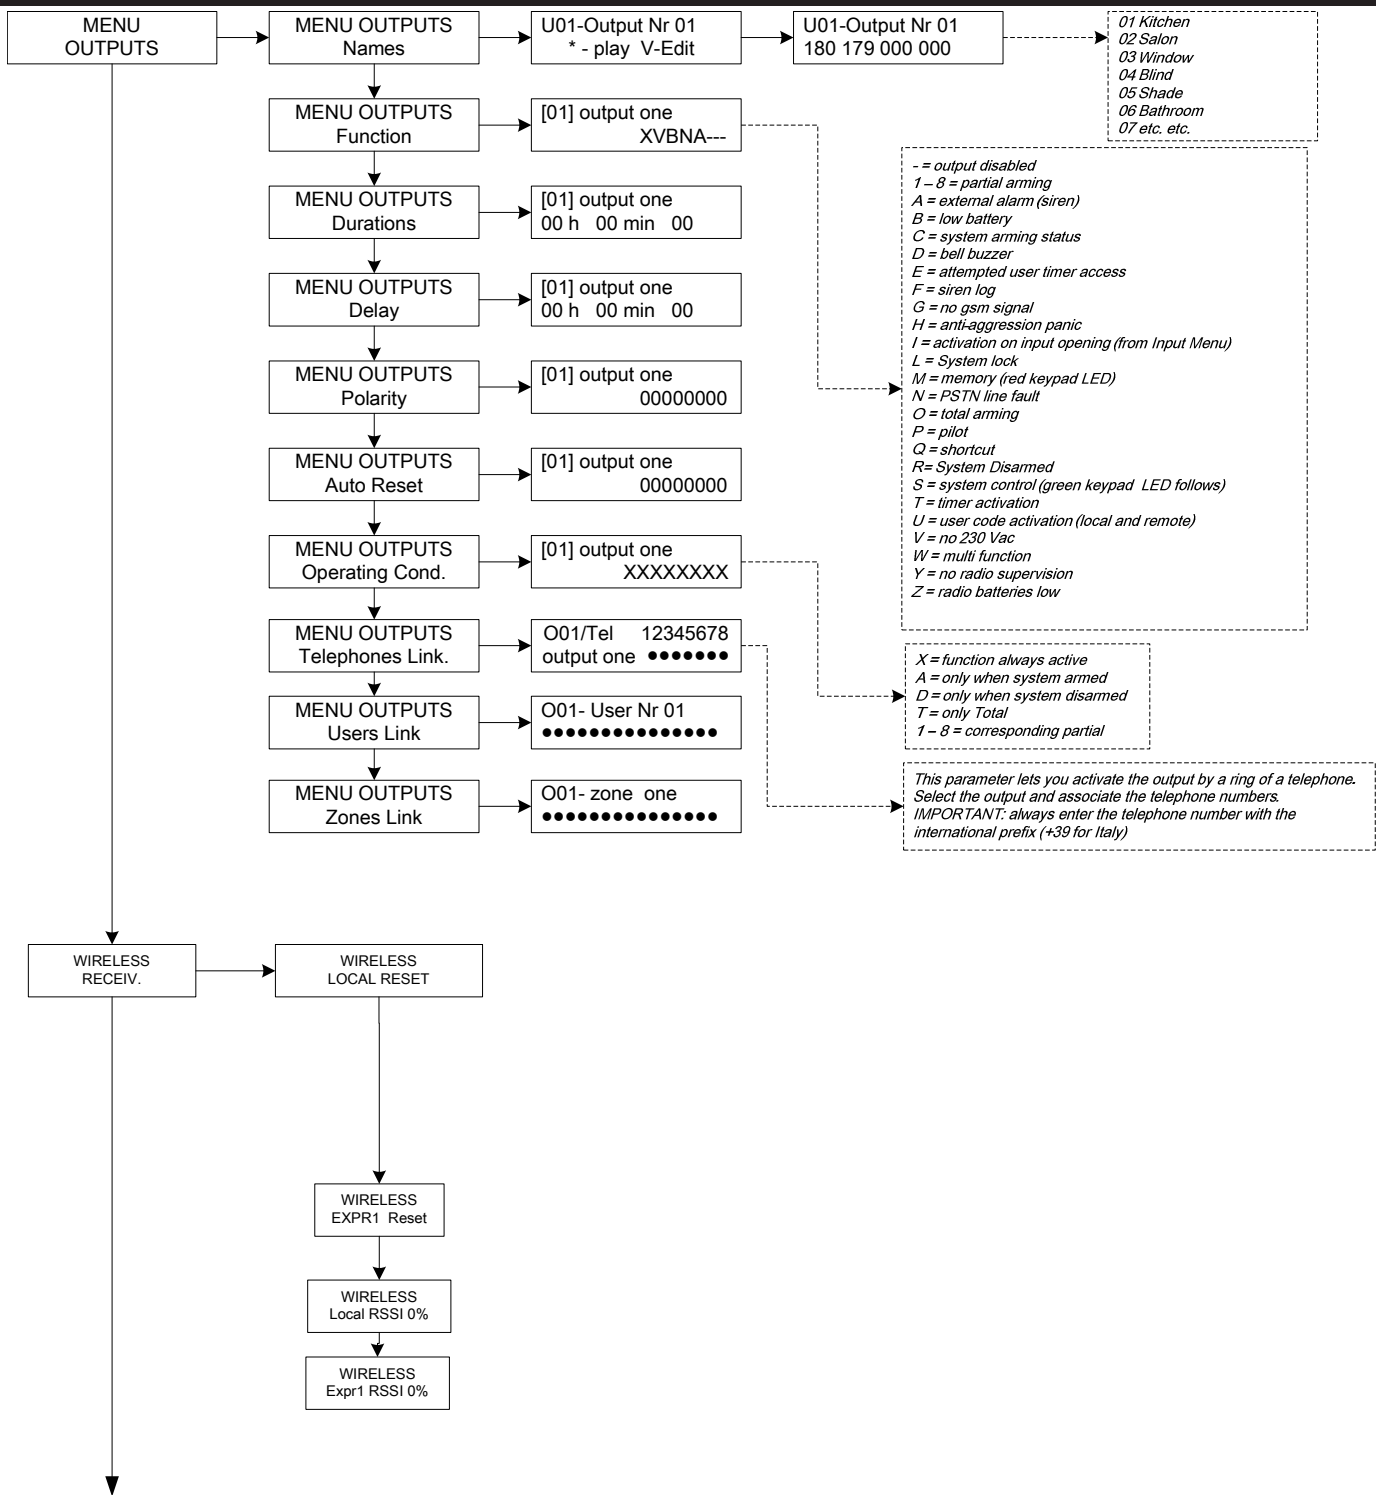 MENU
OUTPUTS
MENU OUTPUTS
Names
U01-Output Nr 01
* - play V-Edit
U01-Output Nr 01
180 179 000 000
01 Kitchen
02 Salon
03 Window
04 Blind
05 Shade
06 Bathroom
07 etc. etc.
MENU OUTPUTS
Function
[01] output one
XVBNA---
- = output disabled
1 – 8 = partial arming
A = external alarm (siren)
B = low battery
C = system arming status
D = bell buzzer
E = attempted user timer access
F = siren log
G = no gsm signal
H = anti-aggression panic
I = activation on input opening (from Input Menu)
L = System lock
M = memory (red keypad LED)
N = PSTN line fault
O = total arming
P = pilot
Q = shortcut
R= System Disarmed
S = system control (green keypad LED follows)
T = timer activation
U = user code activation (local and remote)
V = no 230 Vac
W = multi function
Y = no radio supervision
Z = radio batteries low
MENU OUTPUTS
Durations
[01] output one
00 h 00 min 00
MENU OUTPUTS
Delay
[01] output one
00 h 00 min 00
MENU OUTPUTS
Polarity
[01] output one
00000000
MENU OUTPUTS
Auto Reset
[01] output one
00000000
MENU OUTPUTS
Operating Cond.
[01] output one
XXXXXXXX
X = function always active
A = only when system armed
D = only when system disarmed
T = only Total
1 – 8 = corresponding partial
MENU OUTPUTS
Telephones Link.
O01/Tel 12345678
output one ●●●●●●●
This parameter lets you activate the output by a ring of a telephone.
Select the output and associate the telephone numbers.
IMPORTANT: always enter the telephone number with the
international prefix (+39 for Italy)
MENU OUTPUTS
Users Link
O01- User Nr 01
●●●●●●●●●●●●●●●
MENU OUTPUTS
Zones Link
O01- zone one
●●●●●●●●●●●●●●●
WIRELESS
RECEIV.
WIRELESS
LOCAL RESET
WIRELESS
EXPR1 Reset
WIRELESS
Local RSSI 0%
WIRELESS
Expr1 RSSI 0%